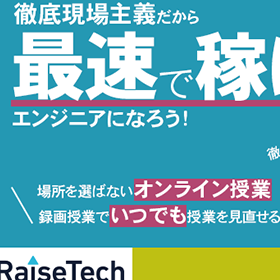 徹底現場主義だから
最速で稼
エンジニアになろう!
徹
場所を選ばないオンライン授業
録画授業でいつでも授業を見直せる
RaiseTech